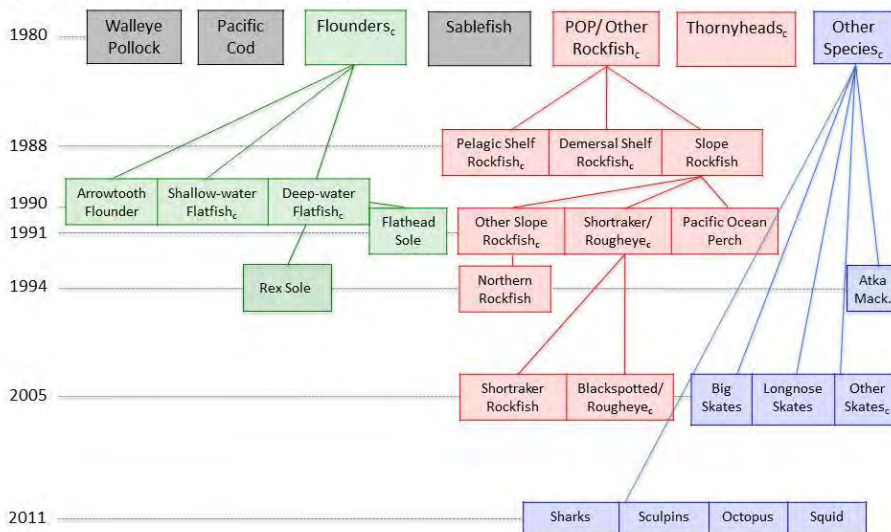 1980
Walleye
Pollock
Pacific
Cod
Flounders c
Sablefish
POP/ Other
Rockfish c
Thornyheads c
Other
Species c
1988
Pelagic Shelf
Rockfish c
Demersal Shelf
Rockfish c
Slope
Rockfish
1990
Arrowtooth
Flounder
Shallow-water
Flatfish c
Deep-water
Flatfish c
1991
Flathead
Sole
Other Slope
Rockfish c
Shortraker/
Rougheye c
Pacific Ocean
Perch
1994
Rex Sole
Northern
Rockfish
Atka
Mack.
2005
Shortraker
Rockfish
Blackspotted/
Rougheye c
Big
Skates
Longnose
Skates
Other
Skates c
2011
Sharks
Sculpins
Octopus
Squid